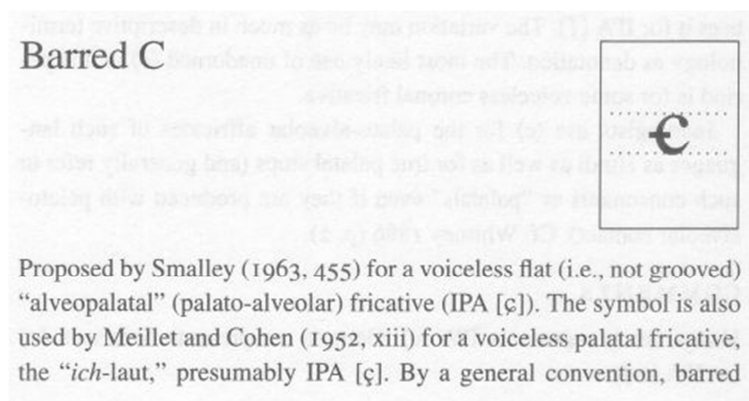 Barred C
ꞓ
Proposed by Smalley (1963, 455) for a voiceless flat (i.e., not grooved)
“alveopalatal” (palato-alveolar) fricative (IPA [ç]). The symbol is also
used by Meillet and Cohen (1952, xiii) for a voiceless palatal fricative,
the “ich-laut,” presumably IPA [ç]. By a general convention, barred